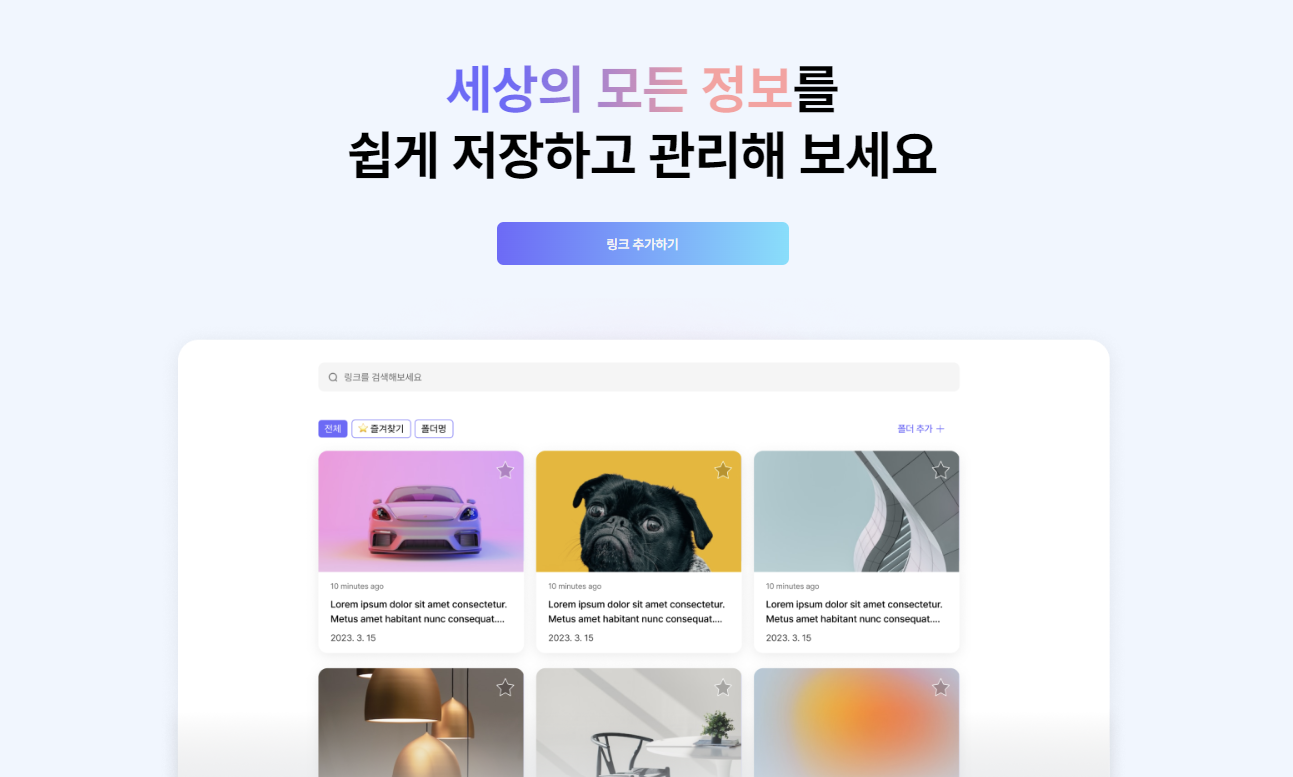 세상의 모든 정보를
쉽게 저장하고 관리해 보세요
링크 추가하기
링크를 검색해보세요
전체
⭐ 즐겨찾기
폴더명
폴더 추가 +
10 minutes ago
Lorem ipsum dolor sit amet consectetur.
Metus amet habitant nunc consequat....
2023. 3. 15
10 minutes ago
Lorem ipsum dolor sit amet consectetur.
Metus amet habitant nunc consequat....
2023. 3. 15
10 minutes ago
Lorem ipsum dolor sit amet consectetur.
Metus amet habitant nunc consequat....
2023. 3. 15